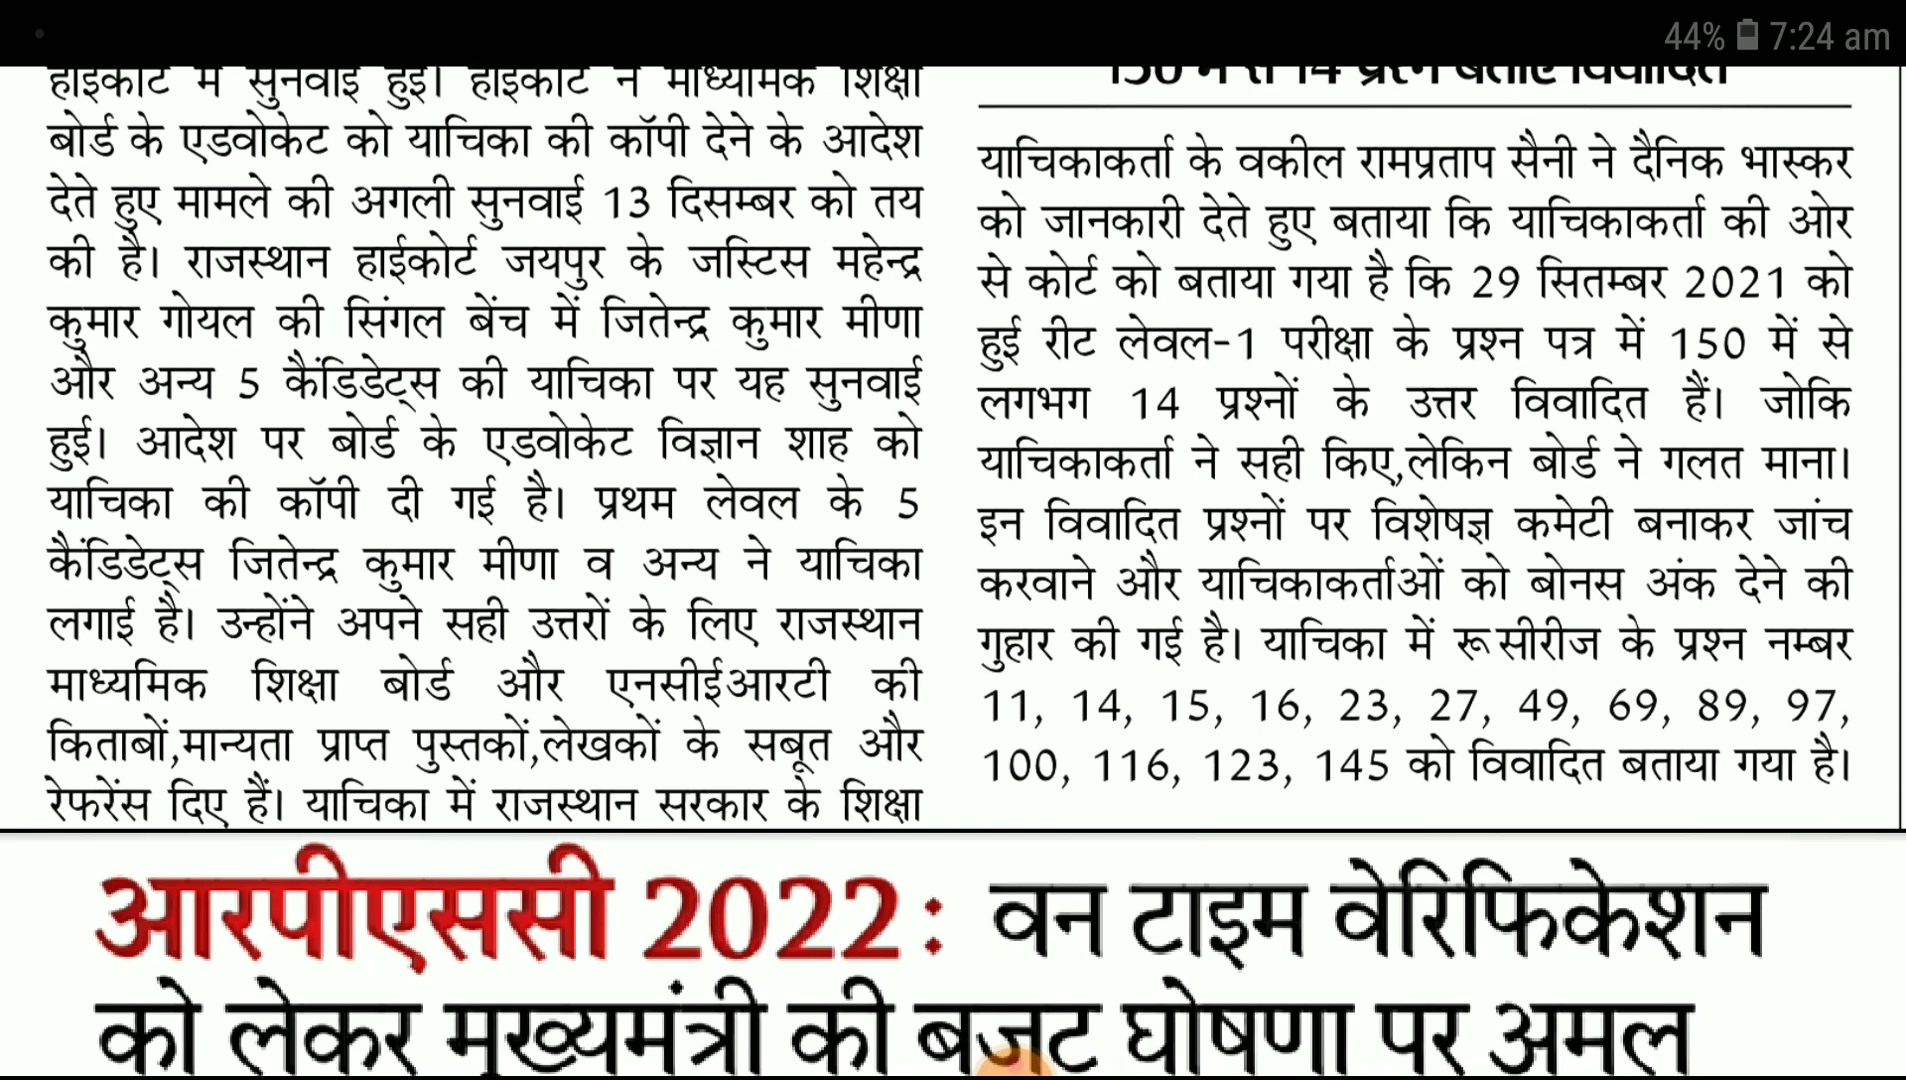 44% 7:24 am
हाईकोर्ट में सुनवाई हुई। हाईकोर्ट ने माध्यमिक शिक्षा
बोर्ड के एडवोकेट को याचिका की कॉपी देने के आदेश
देते हुए मामले की अगली सुनवाई 13 दिसम्बर को तय
की है। राजस्थान हाईकोर्ट जयपुर के जस्टिस महेन्द्र
कुमार गोयल की सिंगल बेंच में जितेन्द्र कुमार मीणा
और अन्य 5 कैंडिडेट्स की याचिका पर यह सुनवाई
हुई। आदेश पर बोर्ड के एडवोकेट विज्ञान शाह को
याचिका की कॉपी दी गई है। प्रथम लेवल के 5
कैंडिडेट्स जितेन्द्र कुमार मीणा व अन्य ने याचिका
लगाई है। उन्होंने अपने सही उत्तरों के लिए राजस्थान
माध्यमिक शिक्षा बोर्ड और एनसीईआरटी की
किताबों,मान्यता प्राप्त पुस्तकों,लेखकों के सबूत और
रेफरेंस दिए हैं। याचिका में राजस्थान सरकार के शिक्षा
150 में से 14 प्रश्न बताए विवादित
याचिकाकर्ता के वकील रामप्रताप सैनी ने दैनिक भास्कर
को जानकारी देते हुए बताया कि याचिकाकर्ता की ओर
से कोर्ट को बताया गया है कि 29 सितम्बर 2021 को
हुई रीट लेवल-1 परीक्षा के प्रश्न पत्र में 150 में से
लगभग 14 प्रश्नों के उत्तर विवादित हैं। जोकि
याचिकाकर्ता ने सही किए,लेकिन बोर्ड ने गलत माना।
इन विवादित प्रश्नों पर विशेषज्ञ कमेटी बनाकर जांच
करवाने और याचिकाकर्ताओं को बोनस अंक देने की
गुहार की गई है। याचिका में रू सीरीज के प्रश्न नम्बर
11, 14, 15, 16, 23, 27, 49, 69, 89, 97,
100, 116, 123, 145 को विवादित बताया गया है।
आरपीएससी 2022: वन टाइम वेरिफिकेशन
को लेकर मुख्यमंत्री की बजट घोषणा पर अमल